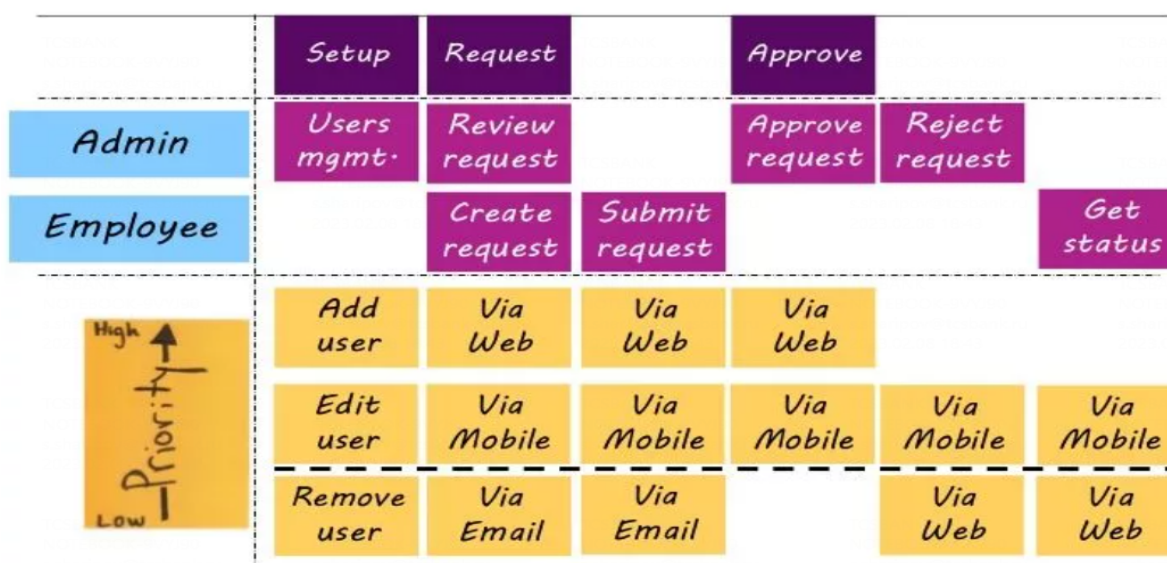 Setup Request Approve
Admin
Users
mgmt.
Review
request
Approve
request
Reject
request
Employee
Create
request
Submit
request
Get
status
High
Priority
Low
Add
user
Via
Web
Via
Web
Via
Web
Edit
user
Via
Mobile
Via
Mobile
Via
Mobile
Via
Mobile
Via
Mobile
Remove
user
Via
Email
Via
Email
Via
Web
Via
Web